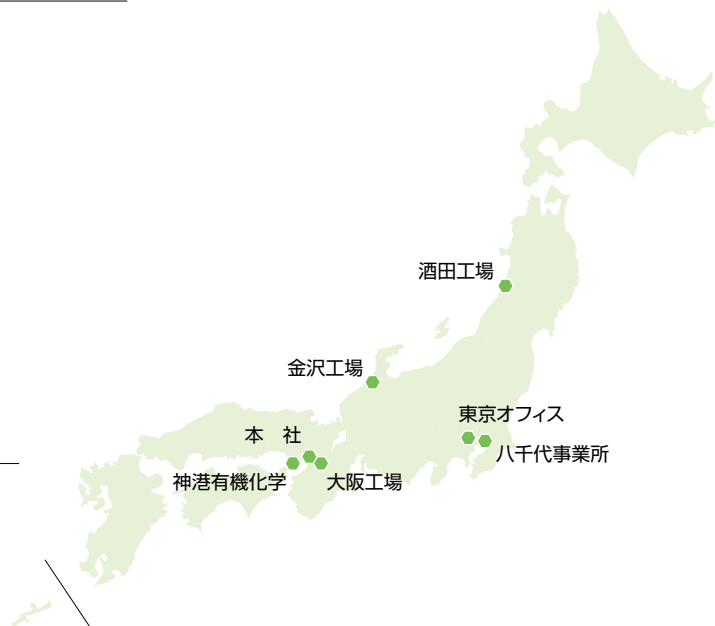 酒田工場
金沢工場
東京オフィス
本　社
八千代事業所
神港有機化学
大阪工場